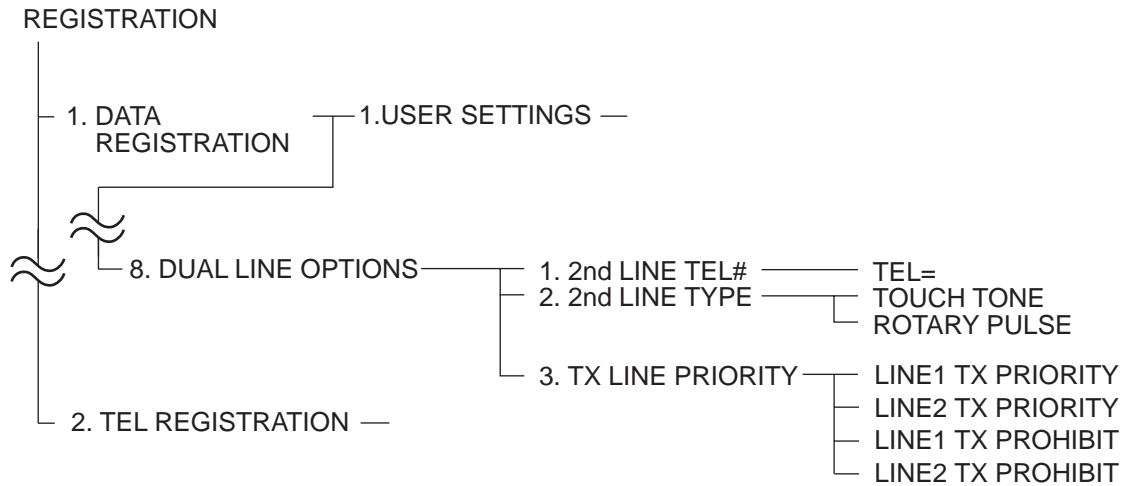 REGISTRATION
1. DATA REGISTRATION
1.USER SETTINGS
8. DUAL LINE OPTIONS
1. 2nd LINE TEL#
TEL=
2. 2nd LINE TYPE
TOUCH TONE
ROTARY PULSE
3. TX LINE PRIORITY
LINE1 TX PRIORITY
LINE2 TX PRIORITY
LINE1 TX PROHIBIT
LINE2 TX PROHIBIT
2. TEL REGISTRATION